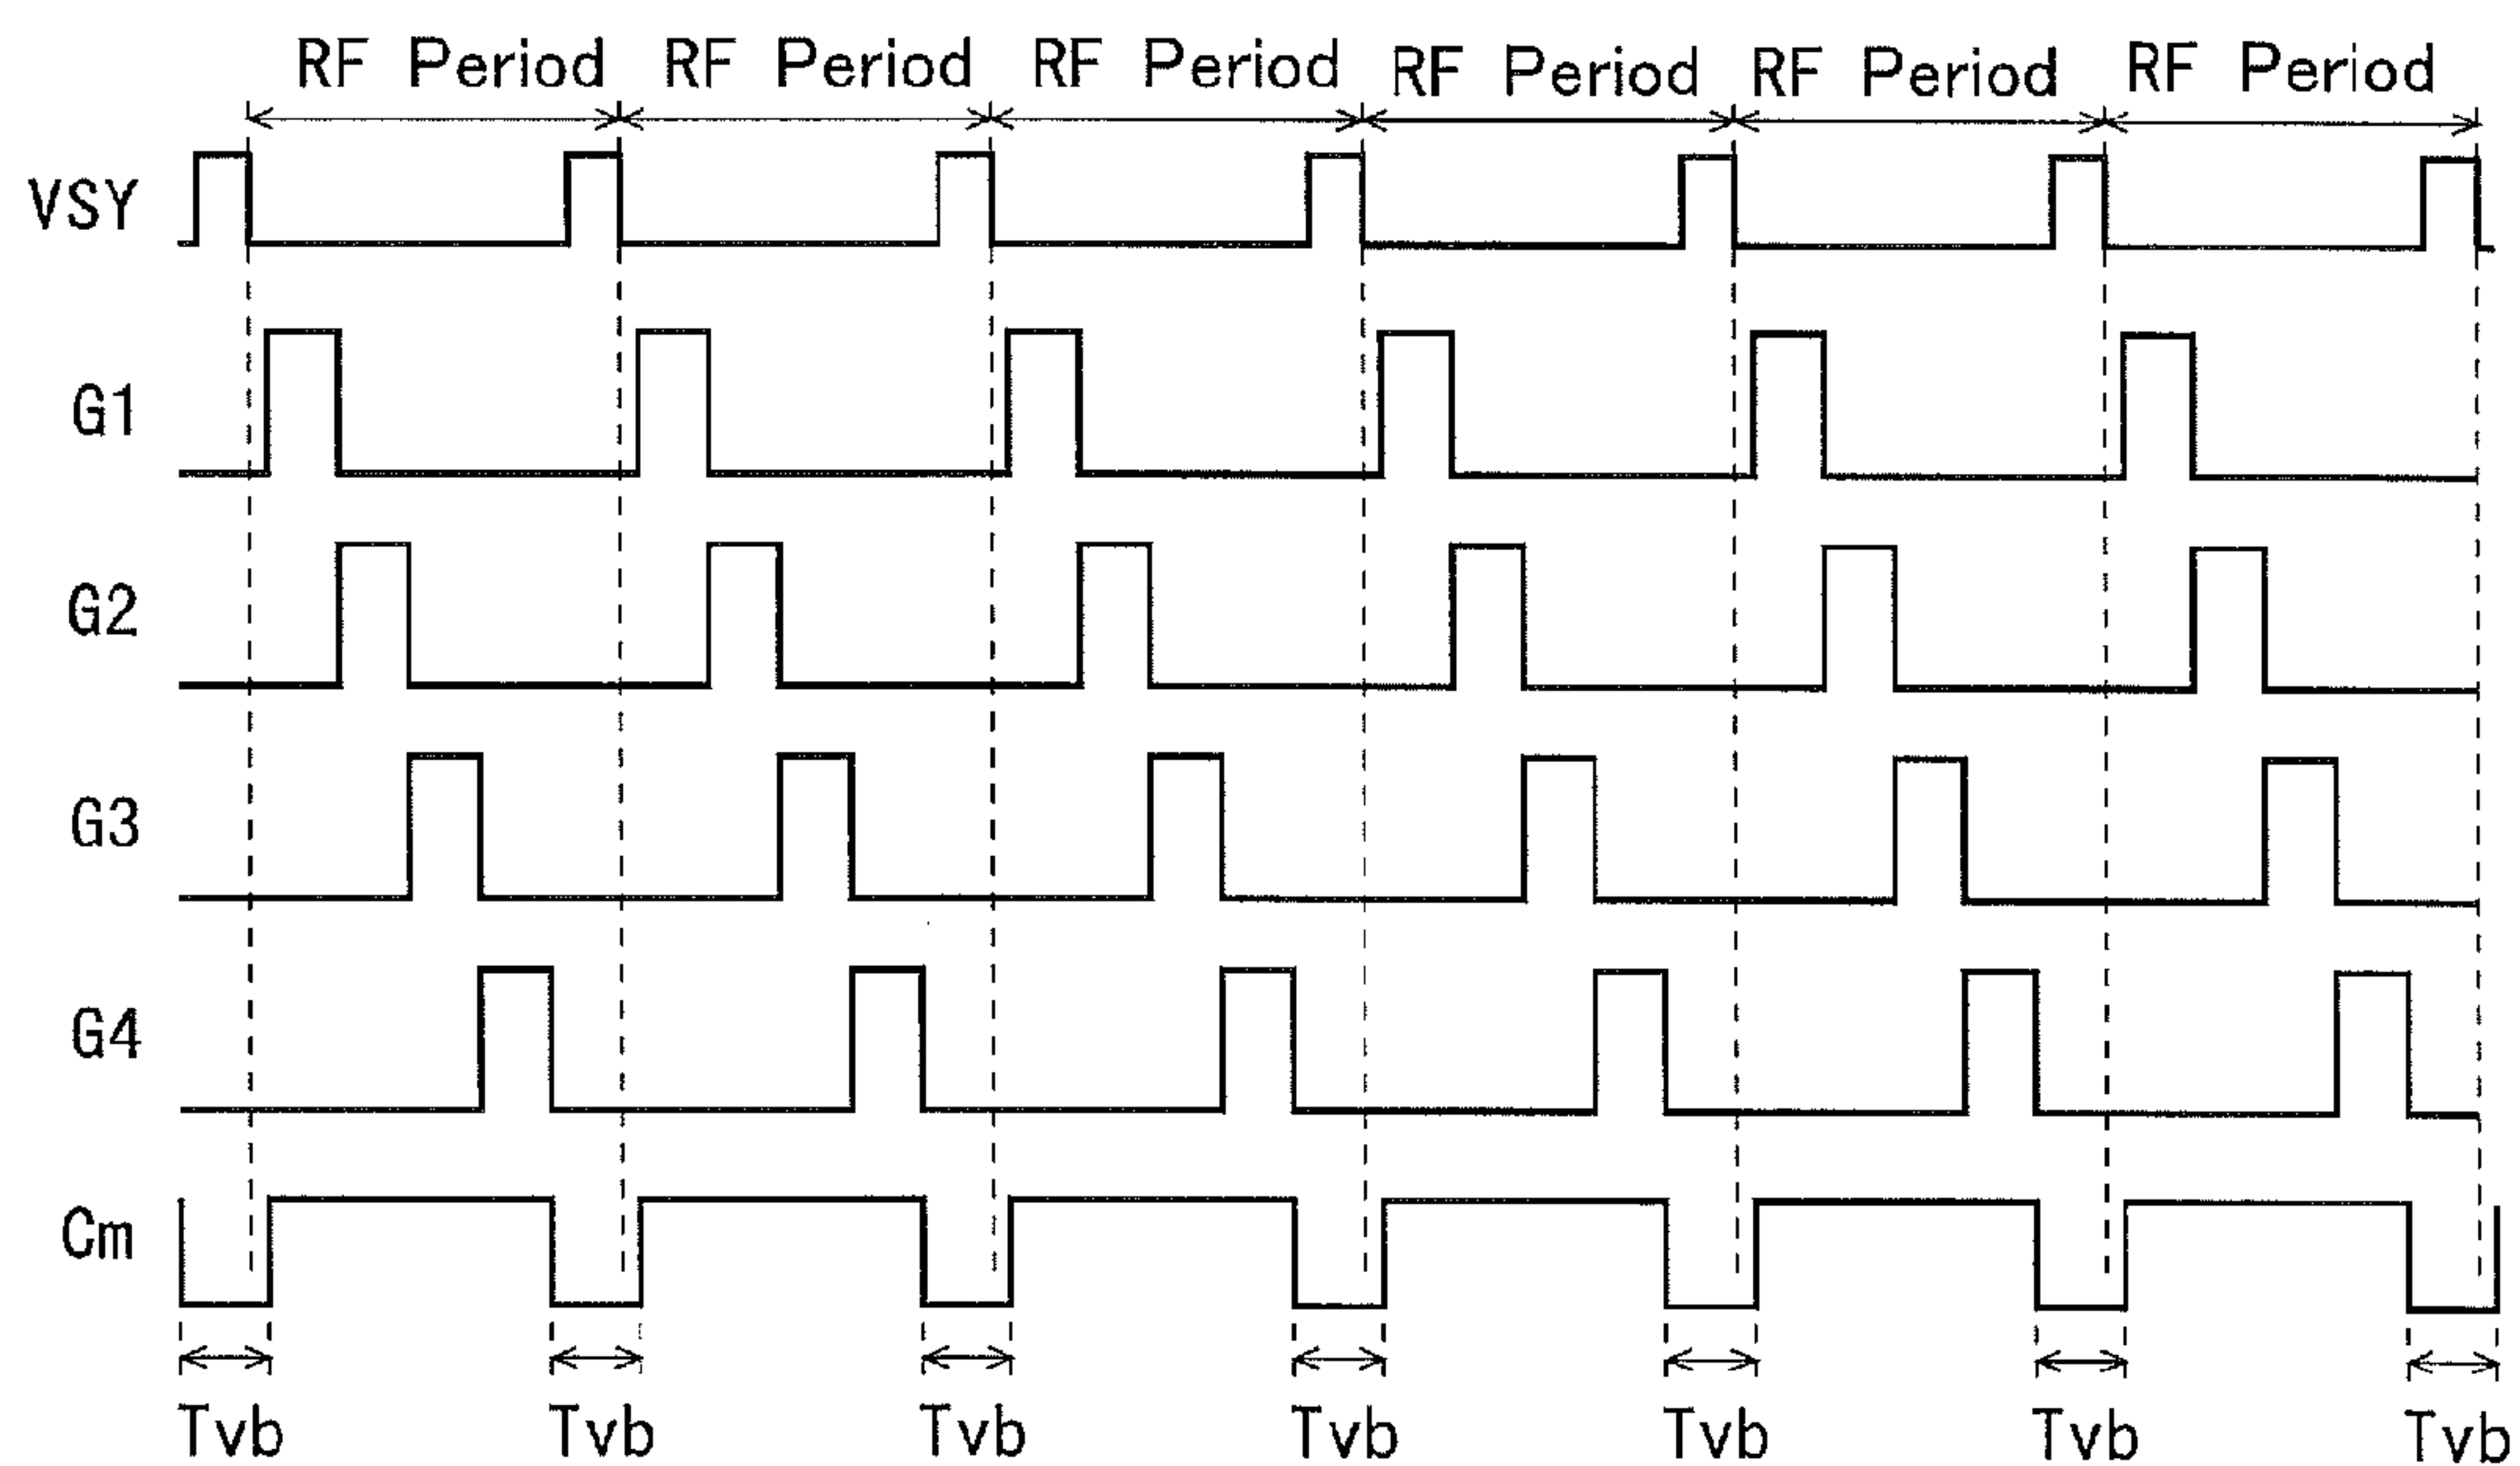 RF Period RF Period RF Period RF Period RF Period RF Period
VSY
G1
G2
G3
G4
Cm
Tvb Tvb Tvb Tvb Tvb Tvb Tvb